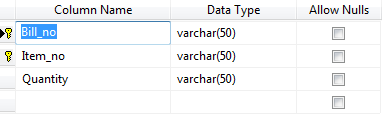 Column Name Data Type Allow Nulls
Bill_no varchar(50)
Item_no varchar(50)
Quantity varchar(50)